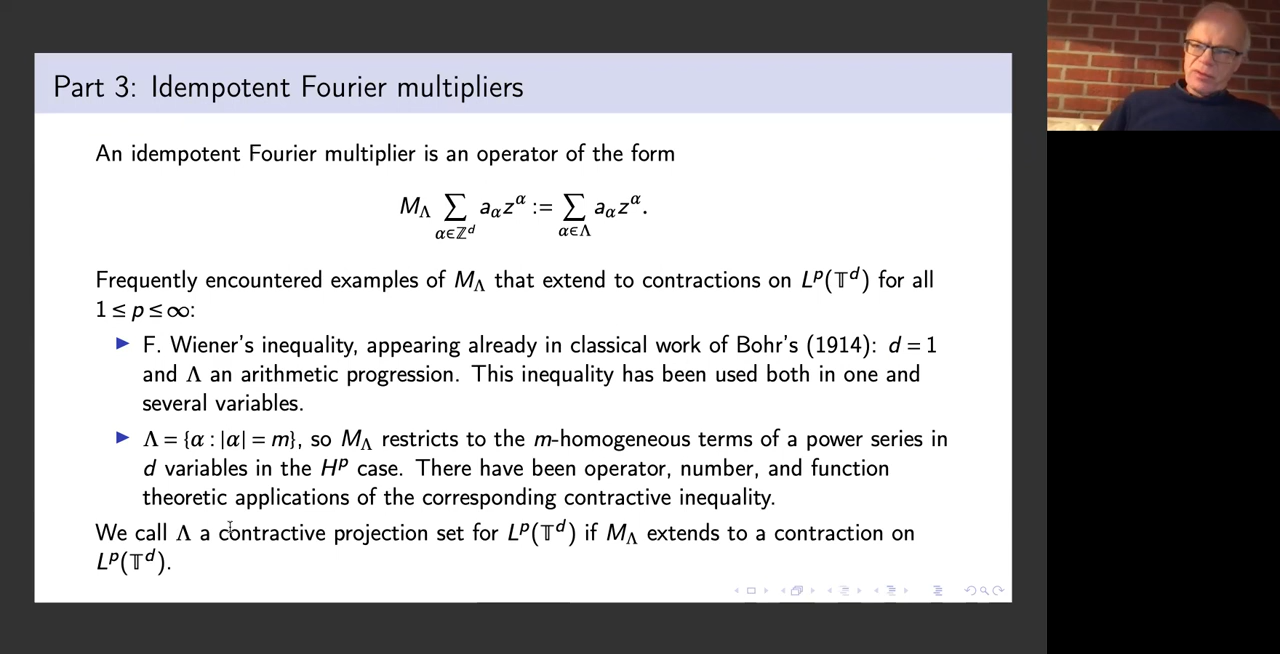 Part 3: Idempotent Fourier multipliers
An idempotent Fourier multiplier is an operator of the form
M_Λ ∑_{α∈ℤ^d} a_α z^α := ∑_{α∈Λ} a_α z^α.
Frequently encountered examples of M_Λ that extend to contractions on L^p(𝕋^d) for all
1 ≤ p ≤ ∞:
▶ F. Wiener's inequality, appearing already in classical work of Bohr's (1914): d = 1
and Λ an arithmetic progression. This inequality has been used both in one and
several variables.
▶ Λ = {α : |α| = m}, so M_Λ restricts to the m-homogeneous terms of a power series in
d variables in the H^p case. There have been operator, number, and function
theoretic applications of the corresponding contractive inequality.
We call Λ a contractive projection set for L^p(𝕋^d) if M_Λ extends to a contraction on
L^p(𝕋^d).